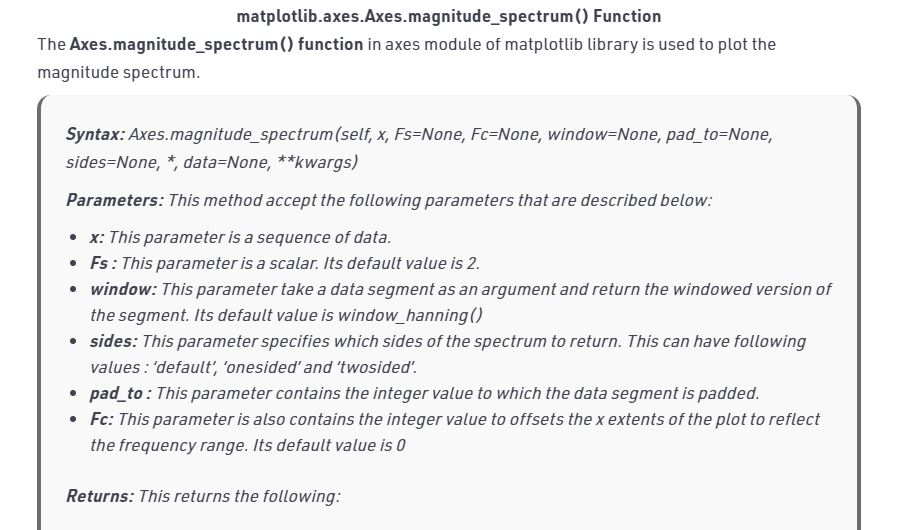 matplotlib.axes.Axes.magnitude_spectrum() Function
The Axes.magnitude_spectrum() function in axes module of matplotlib library is used to plot the
magnitude spectrum.
Syntax: Axes.magnitude_spectrum(self, x, Fs=None, Fc=None, window=None, pad_to=None,
sides=None, *, data=None, **kwargs)
Parameters: This method accept the following parameters that are described below:
• x: This parameter is a sequence of data.
• Fs : This parameter is a scalar. Its default value is 2.
• window: This parameter take a data segment as an argument and return the windowed version of
the segment. Its default value is window_hanning()
• sides: This parameter specifies which sides of the spectrum to return. This can have following
values : ‘default’, ‘onesided’ and ‘twosided’.
• pad_to : This parameter contains the integer value to which the data segment is padded.
• Fc: This parameter is also contains the integer value to offsets the x extents of the plot to reflect
the frequency range. Its default value is 0
Returns: This returns the following: